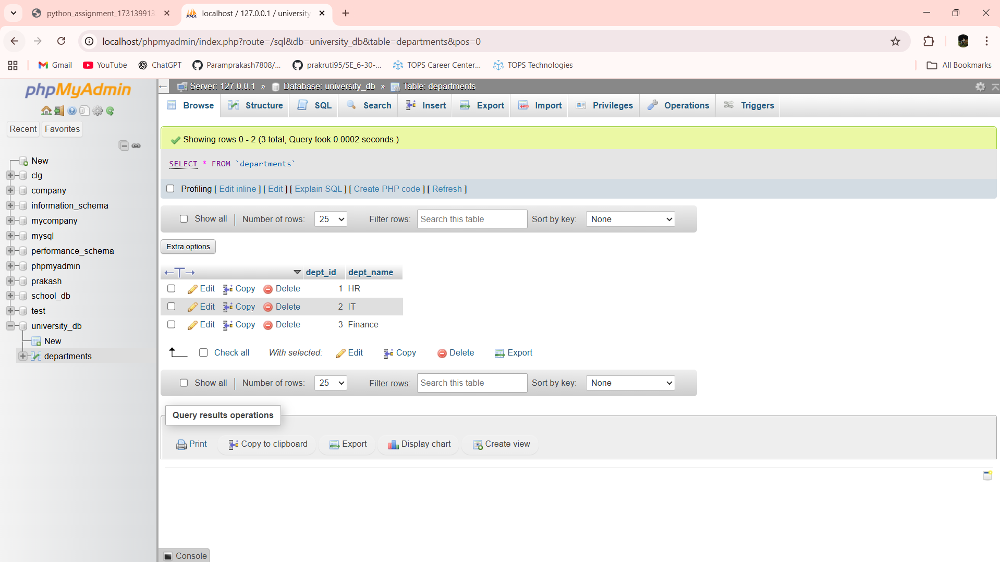 python_assignment_173139913
localhost / 127.0.0.1 / university
localhost/phpmyadmin/index.php?route=/sql&db=university_db&table=departments&pos=0
Gmail YouTube ChatGPT Paramprakash7808/... prakruti95/SE_6-30-... TOPS Career Center... TOPS Technologies All Bookmarks
phpMyAdmin
Server: 127.0.0.1 » Database: university_db » Table: departments
Browse Structure SQL Search Insert Export Import Privileges Operations Triggers
Recent Favorites
New
clg
company
information_schema
mycompany
mysql
performance_schema
phpmyadmin
prakash
school_db
test
university_db
New
departments
Showing rows 0 - 2 (3 total, Query took 0.0002 seconds.)
SELECT * FROM `departments`
Profiling [ Edit inline ] [ Edit ] [ Explain SQL ] [ Create PHP code ] [ Refresh ]
Show all | Number of rows: 25 Filter rows: Search this table Sort by key: None
Extra options
←T→ dept_id dept_name
Edit Copy Delete 1 HR
Edit Copy Delete 2 IT
Edit Copy Delete 3 Finance
Check all With selected: Edit Copy Delete Export
Show all | Number of rows: 25 Filter rows: Search this table Sort by key: None
Query results operations
Print Copy to clipboard Export Display chart Create view
Console